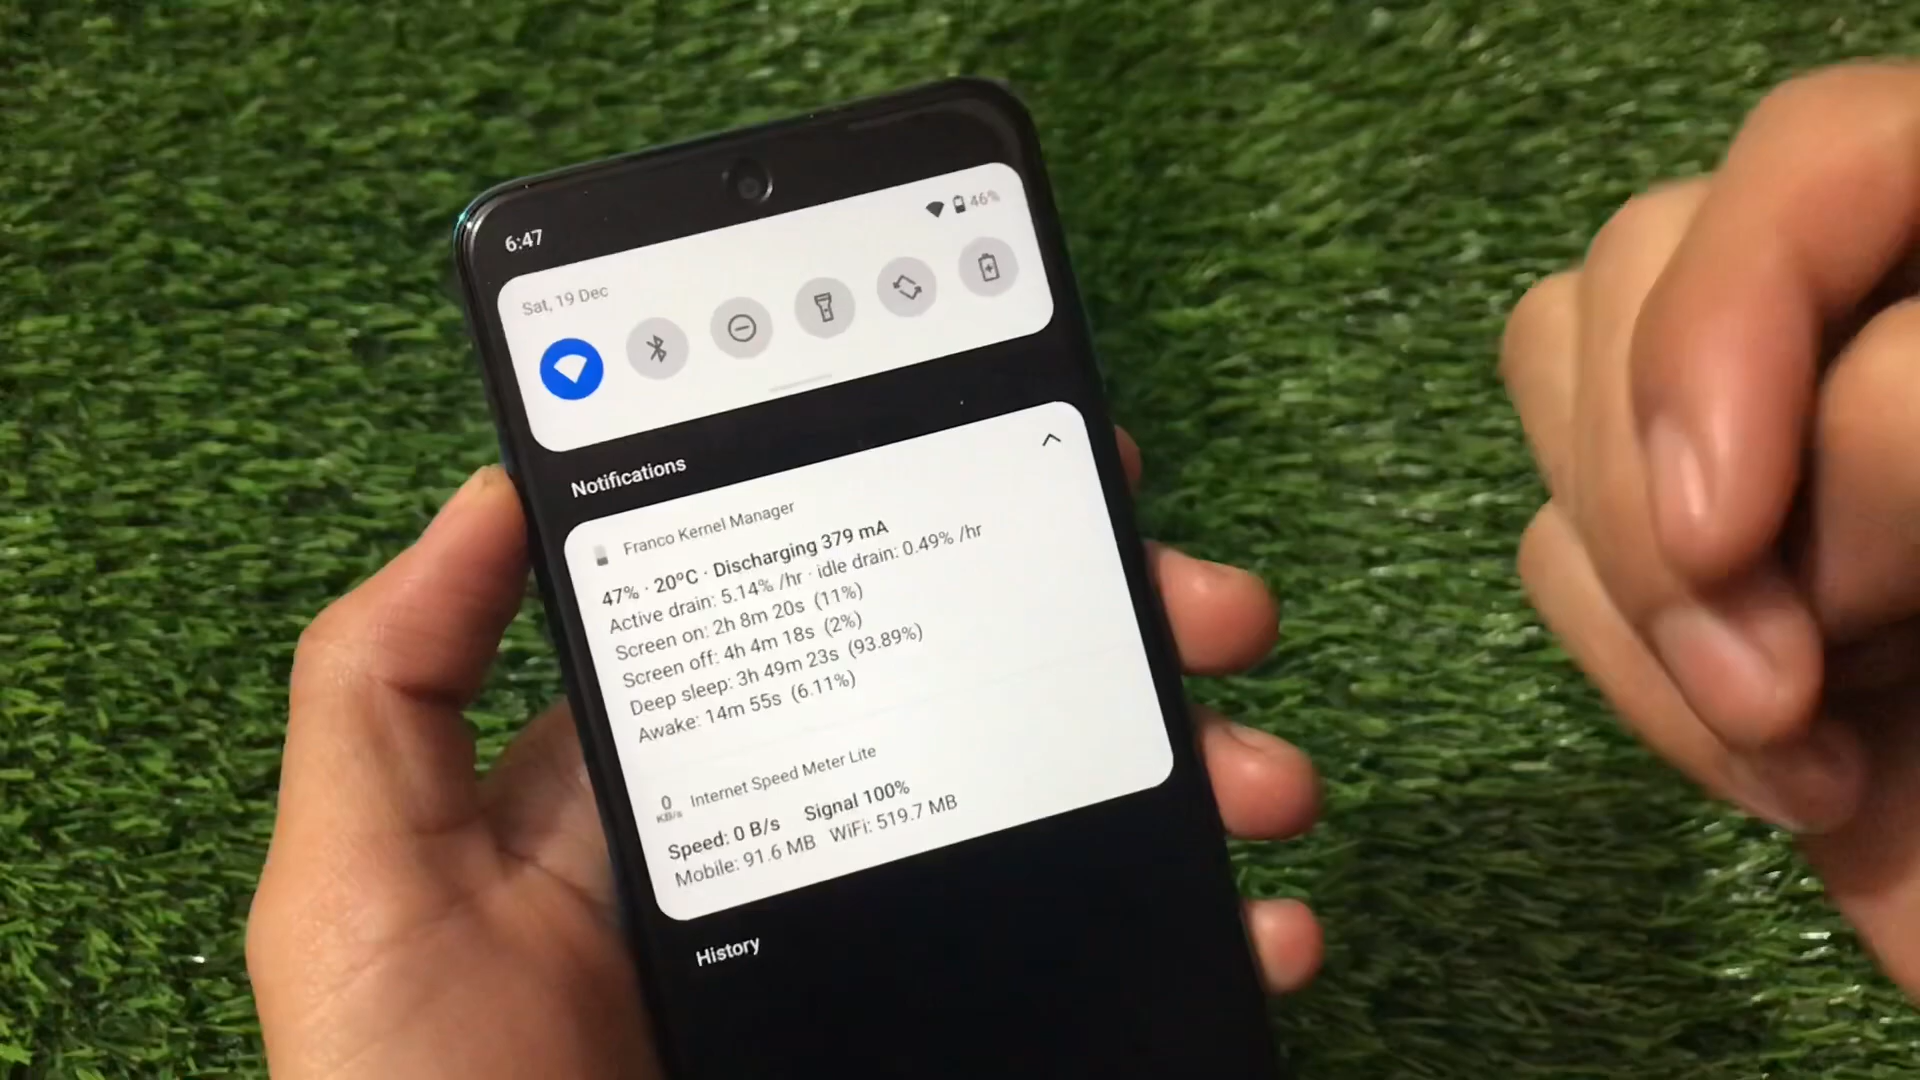 6:47
46%
Sat, 19 Dec
Notifications
Franco Kernel Manager
47% · 20ºC · Discharging 379 mA
Active drain: 5.14% /hr · idle drain: 0.49% /hr
Screen on: 2h 8m 20s (11%)
Screen off: 4h 4m 18s (2%)
Deep sleep: 3h 49m 23s (93.89%)
Awake: 14m 55s (6.11%)
0
KB/s
Internet Speed Meter Lite
Speed: 0 B/s Signal 100%
Mobile: 91.6 MB WiFi: 519.7 MB
History